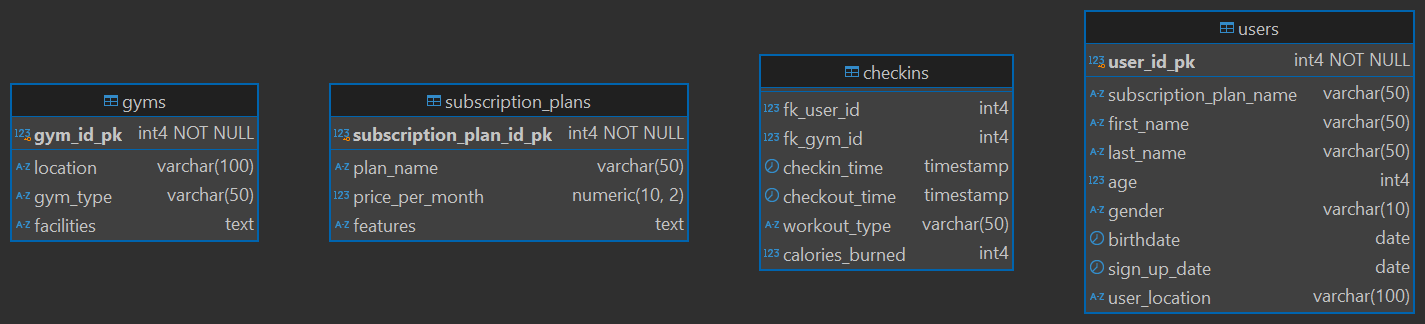 gyms
123 gym_id_pk int4 NOT NULL
A-Z location varchar(100)
A-Z gym_type varchar(50)
A-Z facilities text
subscription_plans
123 subscription_plan_id_pk int4 NOT NULL
A-Z plan_name varchar(50)
123 price_per_month numeric(10, 2)
A-Z features text
checkins
123 fk_user_id int4
123 fk_gym_id int4
checkin_time timestamp
checkout_time timestamp
A-Z workout_type varchar(50)
123 calories_burned int4
users
123 user_id_pk int4 NOT NULL
A-Z subscription_plan_name varchar(50)
A-Z first_name varchar(50)
A-Z last_name varchar(50)
123 age int4
A-Z gender varchar(10)
birthdate date
sign_up_date date
A-Z user_location varchar(100)